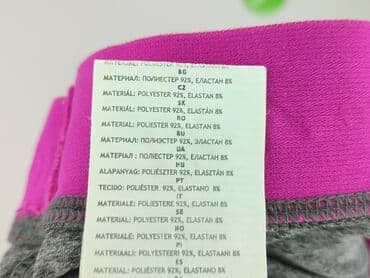 MATERIAL: POLIESTER 92%, ELASTAN 8%
BG
МАТЕРИАЛ: ПОЛИЕСТЕР 92%, ЕЛАСТАН 8%
CZ
MATERIÁL: POLYESTER 92%, ELASTAN 8%
SK
MATERIÁL: POLYESTER 92%, ELASTÁN 8%
RO
MATERIAL: POLIESTER 92%, ELASTAN 8%
RU
МАТЕРИАЛ: ПОЛИЭСТЕР 92%, ЭЛАСТАН 8%
UA
МАТЕРІАЛ : ПОЛІЕСТЕР 92%, ЕЛАСТАН 8%
HU
ALAPANYAG: POLIÉSZTER 92%, ELASZTÁN 8%
PT
TECIDO: POLIÉSTER 92%, ELASTANO 8%
IT
MATERIALE: POLIESTERE 92%, ELASTAN 8%
SE
MATERIAL: POLYESTER 92%, ELASTAN 8%
NO
MATERIALE: POLYESTER 92%, ELASTAN 8%
FI
MATERIAALI: POLYESTEERI 92%, ELASTAANI 8%
ES
MATERIAL: POLIÉSTER 92%, ELASTANO 8%